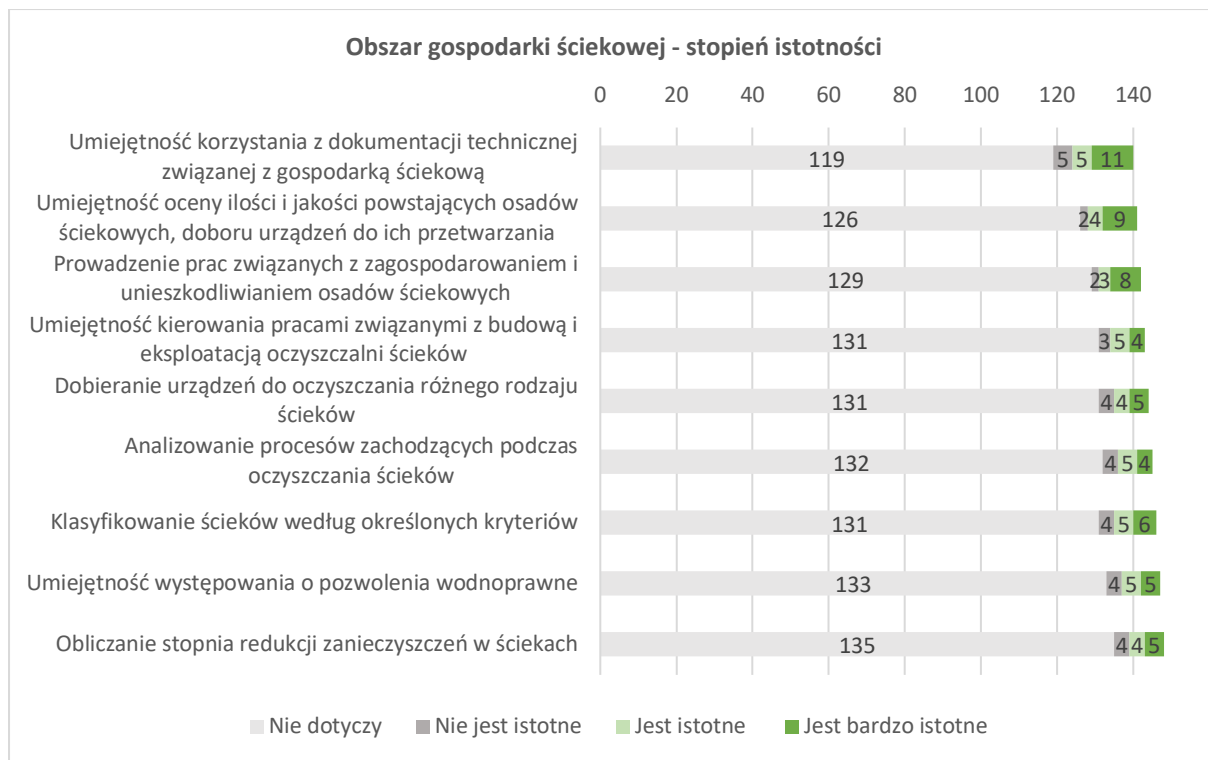 Obszar gospodarki ściekowej - stopień istotności
0 20 40 60 80 100 120 140
Umiejętność korzystania z dokumentacji technicznej
związanej z gospodarką ściekową
119 5 5 11
Umiejętność oceny ilości i jakości powstających osadów
ściekowych, doboru urządzeń do ich przetwarzania
126 2 4 9
Prowadzenie prac związanych z zagospodarowaniem i
unieszkodliwianiem osadów ściekowych
129 2 3 8
Umiejętność kierowania pracami związanymi z budową i
eksploatacją oczyszczalni ścieków
131 3 5 4
Dobieranie urządzeń do oczyszczania różnego rodzaju
ścieków
131 4 4 5
Analizowanie procesów zachodzących podczas
oczyszczania ścieków
132 4 5 4
Klasyfikowanie ścieków według określonych kryteriów
131 4 5 6
Umiejętność występowania o pozwolenia wodnoprawne
133 4 5 5
Obliczanie stopnia redukcji zanieczyszczeń w ściekach
135 4 4 5
Nie dotyczy Nie jest istotne Jest istotne Jest bardzo istotne